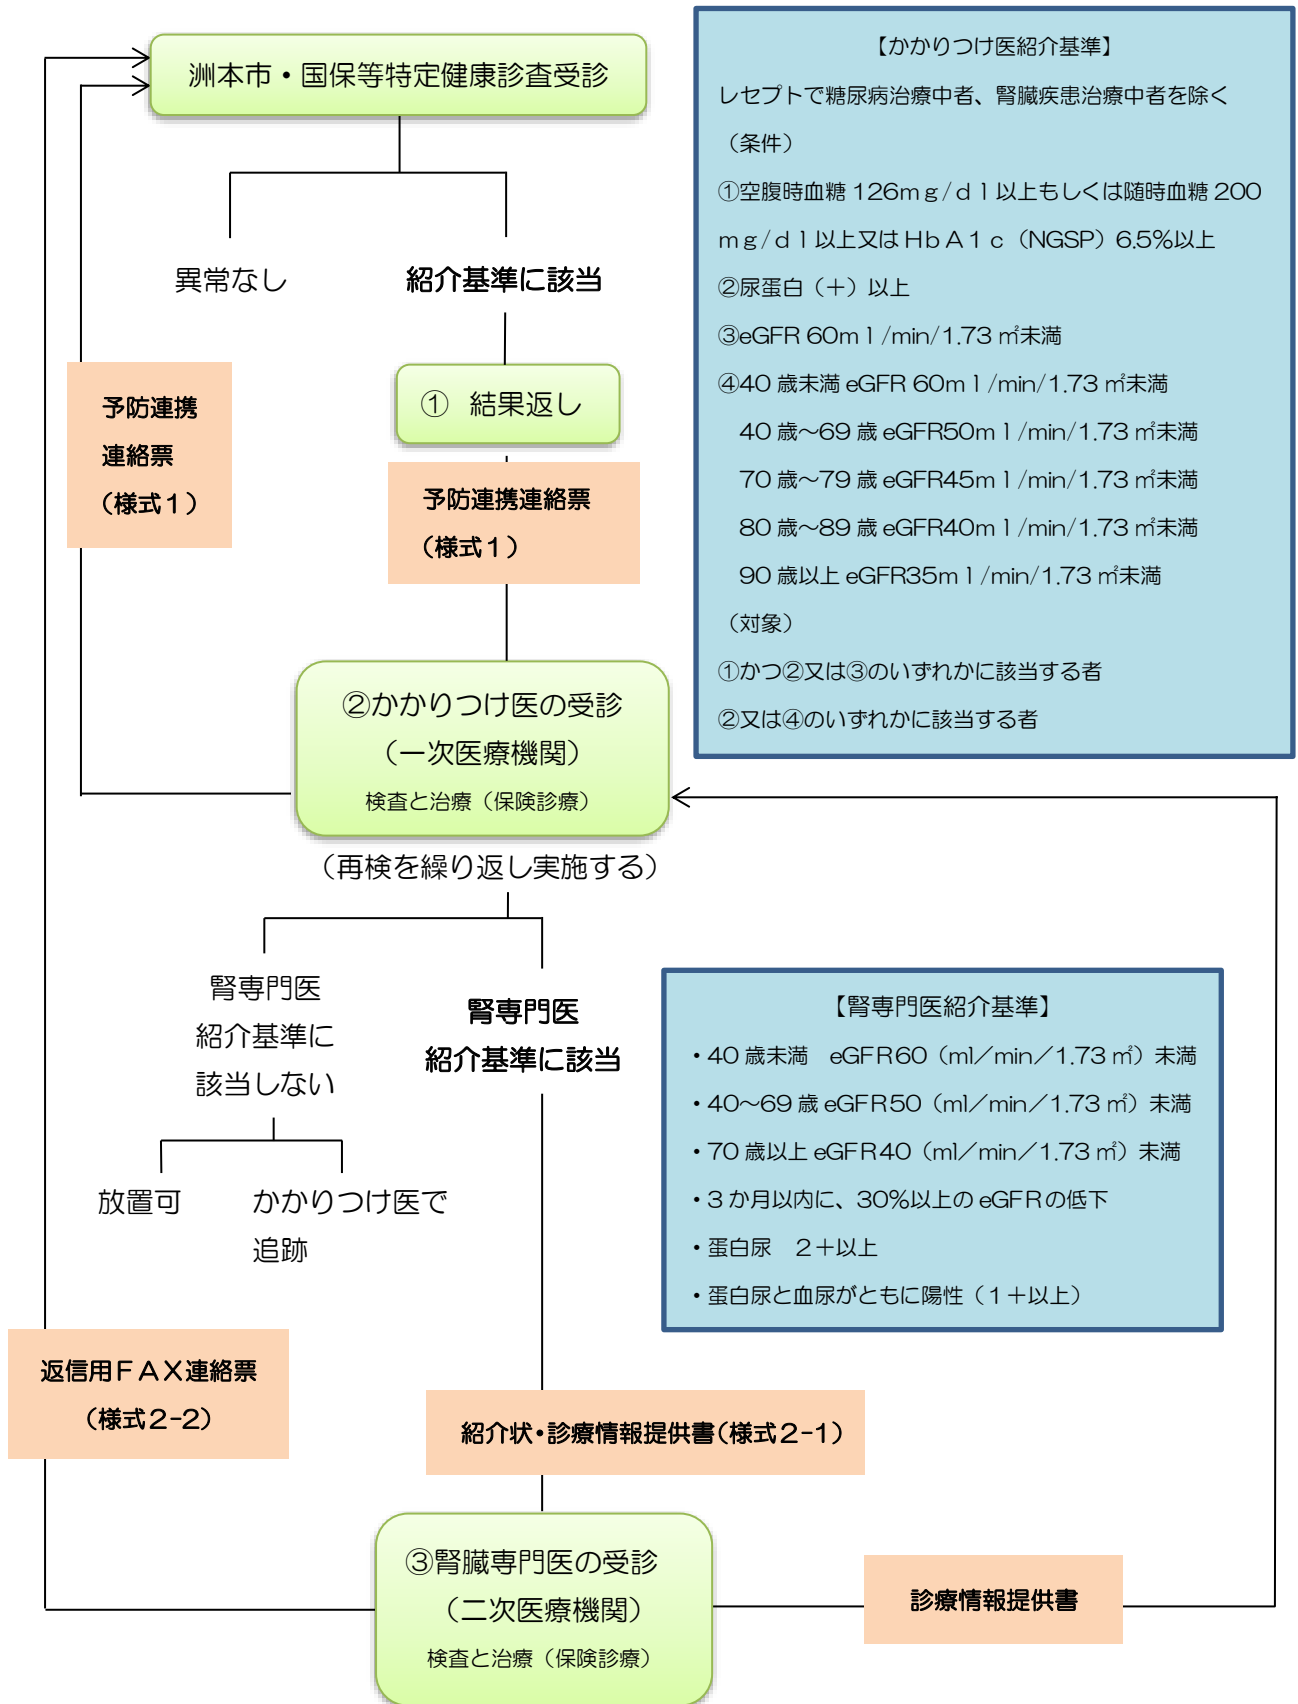 洲本市・国保等特定健康診査受診
異常なし
紹介基準に該当
① 結果返し
予防連携
連絡票
（様式１）
予防連携連絡票
（様式１）
②かかりつけ医の受診
（一次医療機関）
検査と治療（保険診療）
（再検を繰り返し実施する）
腎専門医
紹介基準に
該当しない
腎専門医
紹介基準に該当
放置可
かかりつけ医で
追跡
返信用ＦＡＸ連絡票
（様式２-２）
紹介状・診療情報提供書（様式２-１）
③腎臓専門医の受診
（二次医療機関）
検査と治療（保険診療）
診療情報提供書
【かかりつけ医紹介基準】
レセプトで糖尿病治療中者、腎臓疾患治療中者を除く
（条件）
①空腹時血糖 126ｍｇ/ｄｌ以上もしくは随時血糖 200
ｍｇ/ｄｌ以上又はＨｂＡ１ｃ（NGSP）6.5%以上
②尿蛋白（＋）以上
③eGFR 60ｍｌ/min/1.73 ㎡未満
④40 歳未満 eGFR 60ｍｌ/min/1.73 ㎡未満
40 歳～69 歳 eGFR50ｍｌ/min/1.73 ㎡未満
70 歳～79 歳 eGFR45ｍｌ/min/1.73 ㎡未満
80 歳～89 歳 eGFR40ｍｌ/min/1.73 ㎡未満
90 歳以上 eGFR35ｍｌ/min/1.73 ㎡未満
（対象）
①かつ②又は③のいずれかに該当する者
②又は④のいずれかに該当する者
【腎専門医紹介基準】
・40 歳未満　eGFR60（ml／min／1.73 ㎡）未満
・40～69 歳 eGFR50（ml／min／1.73 ㎡）未満
・70 歳以上 eGFR40（ml／min／1.73 ㎡）未満
・3 か月以内に、30%以上の eGFRの低下
・蛋白尿　２＋以上
・蛋白尿と血尿がともに陽性（１＋以上）